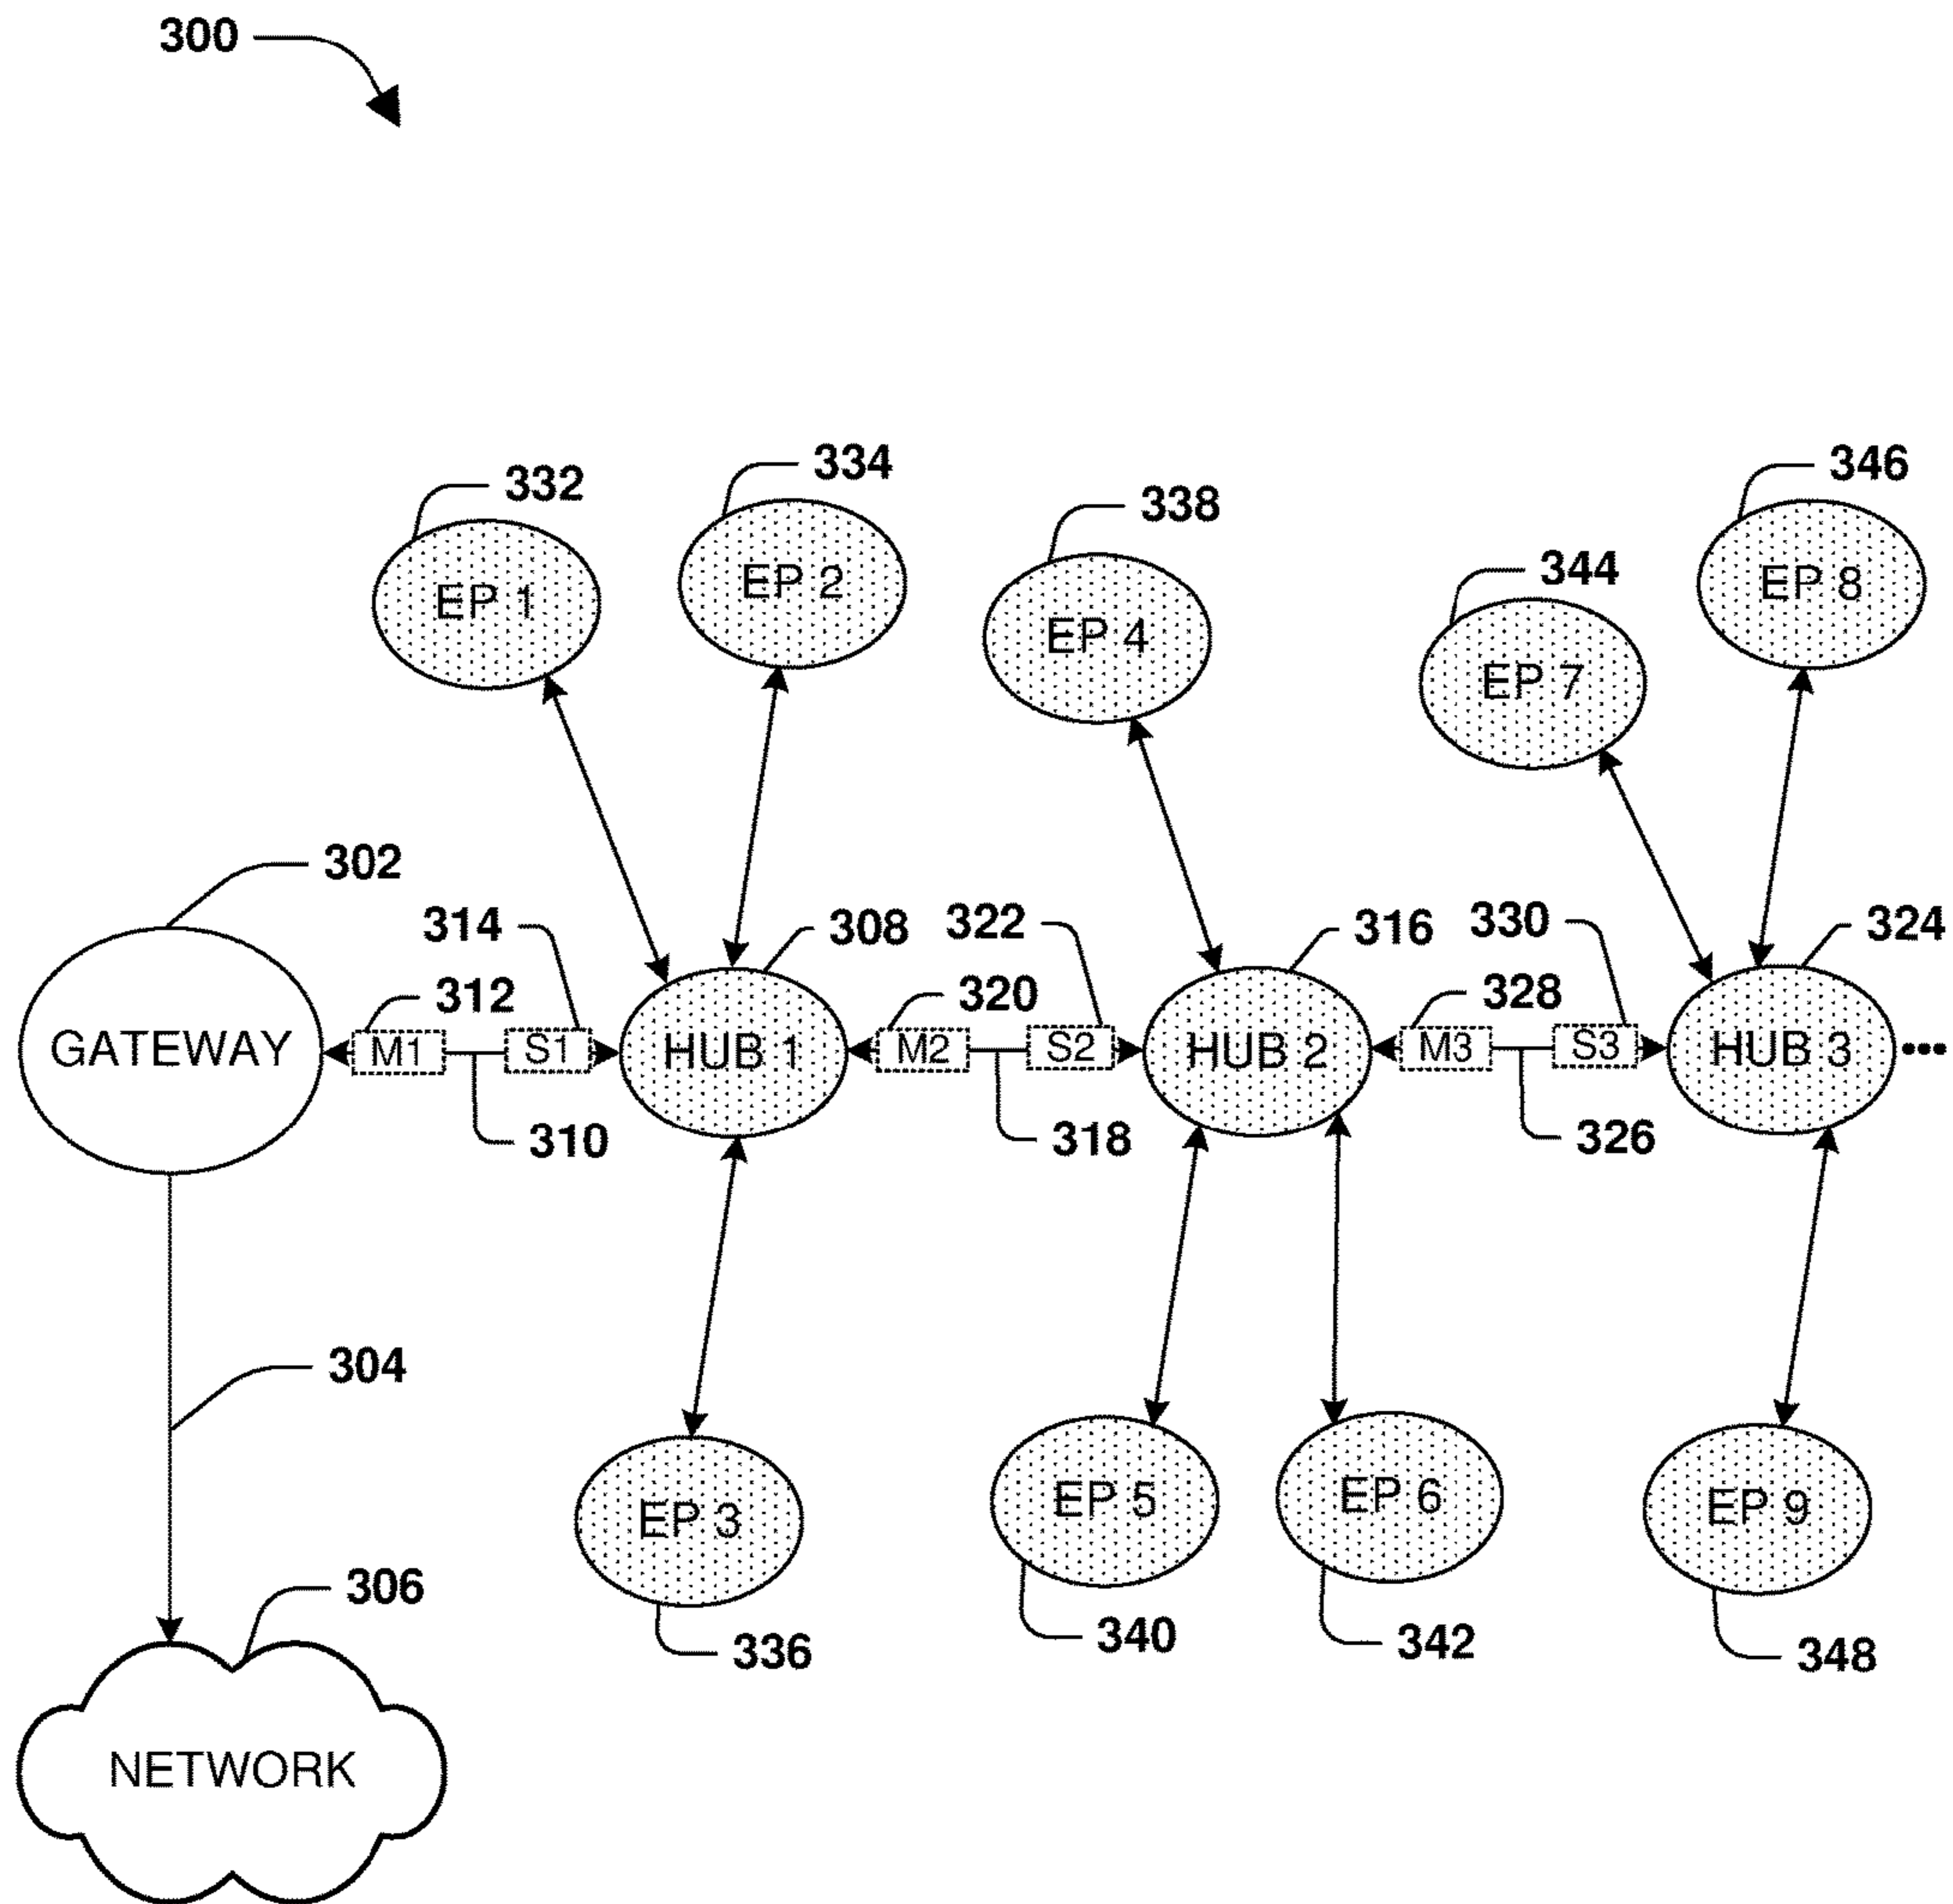 300
332
334
338
346
344
EP 1
EP 2
EP 4
EP 7
EP 8
302
314
308
322
316
330
324
312
320
328
GATEWAY
M1
S1
HUB 1
M2
S2
HUB 2
M3
S3
HUB 3
•••
310
318
326
304
EP 3
EP 5
EP 6
EP 9
306
336
340
342
348
NETWORK